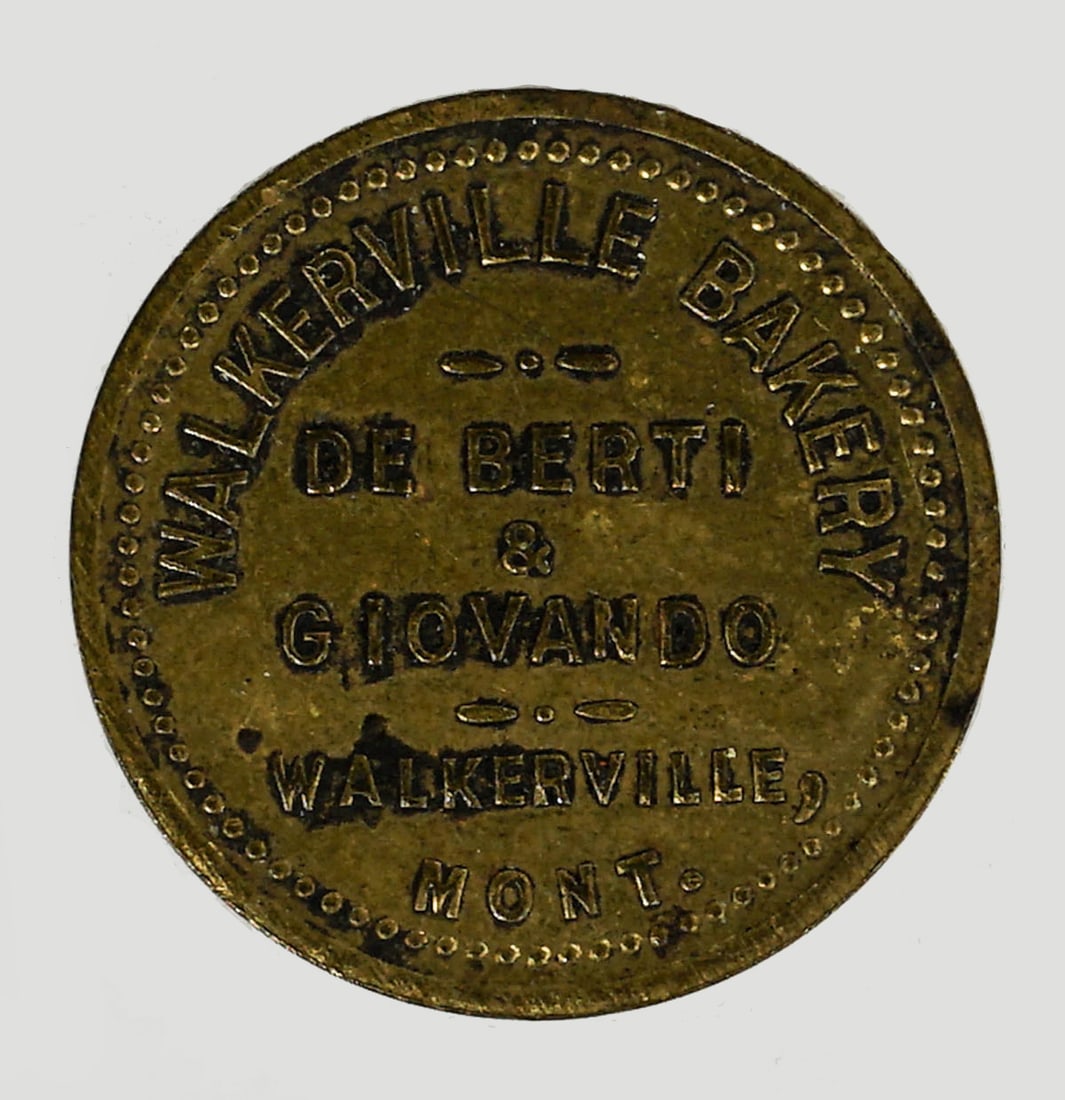 WALKERVILLE BAKERY
DE BERTI
&
GIOVANDO
WALKERVILLE,
MONT.